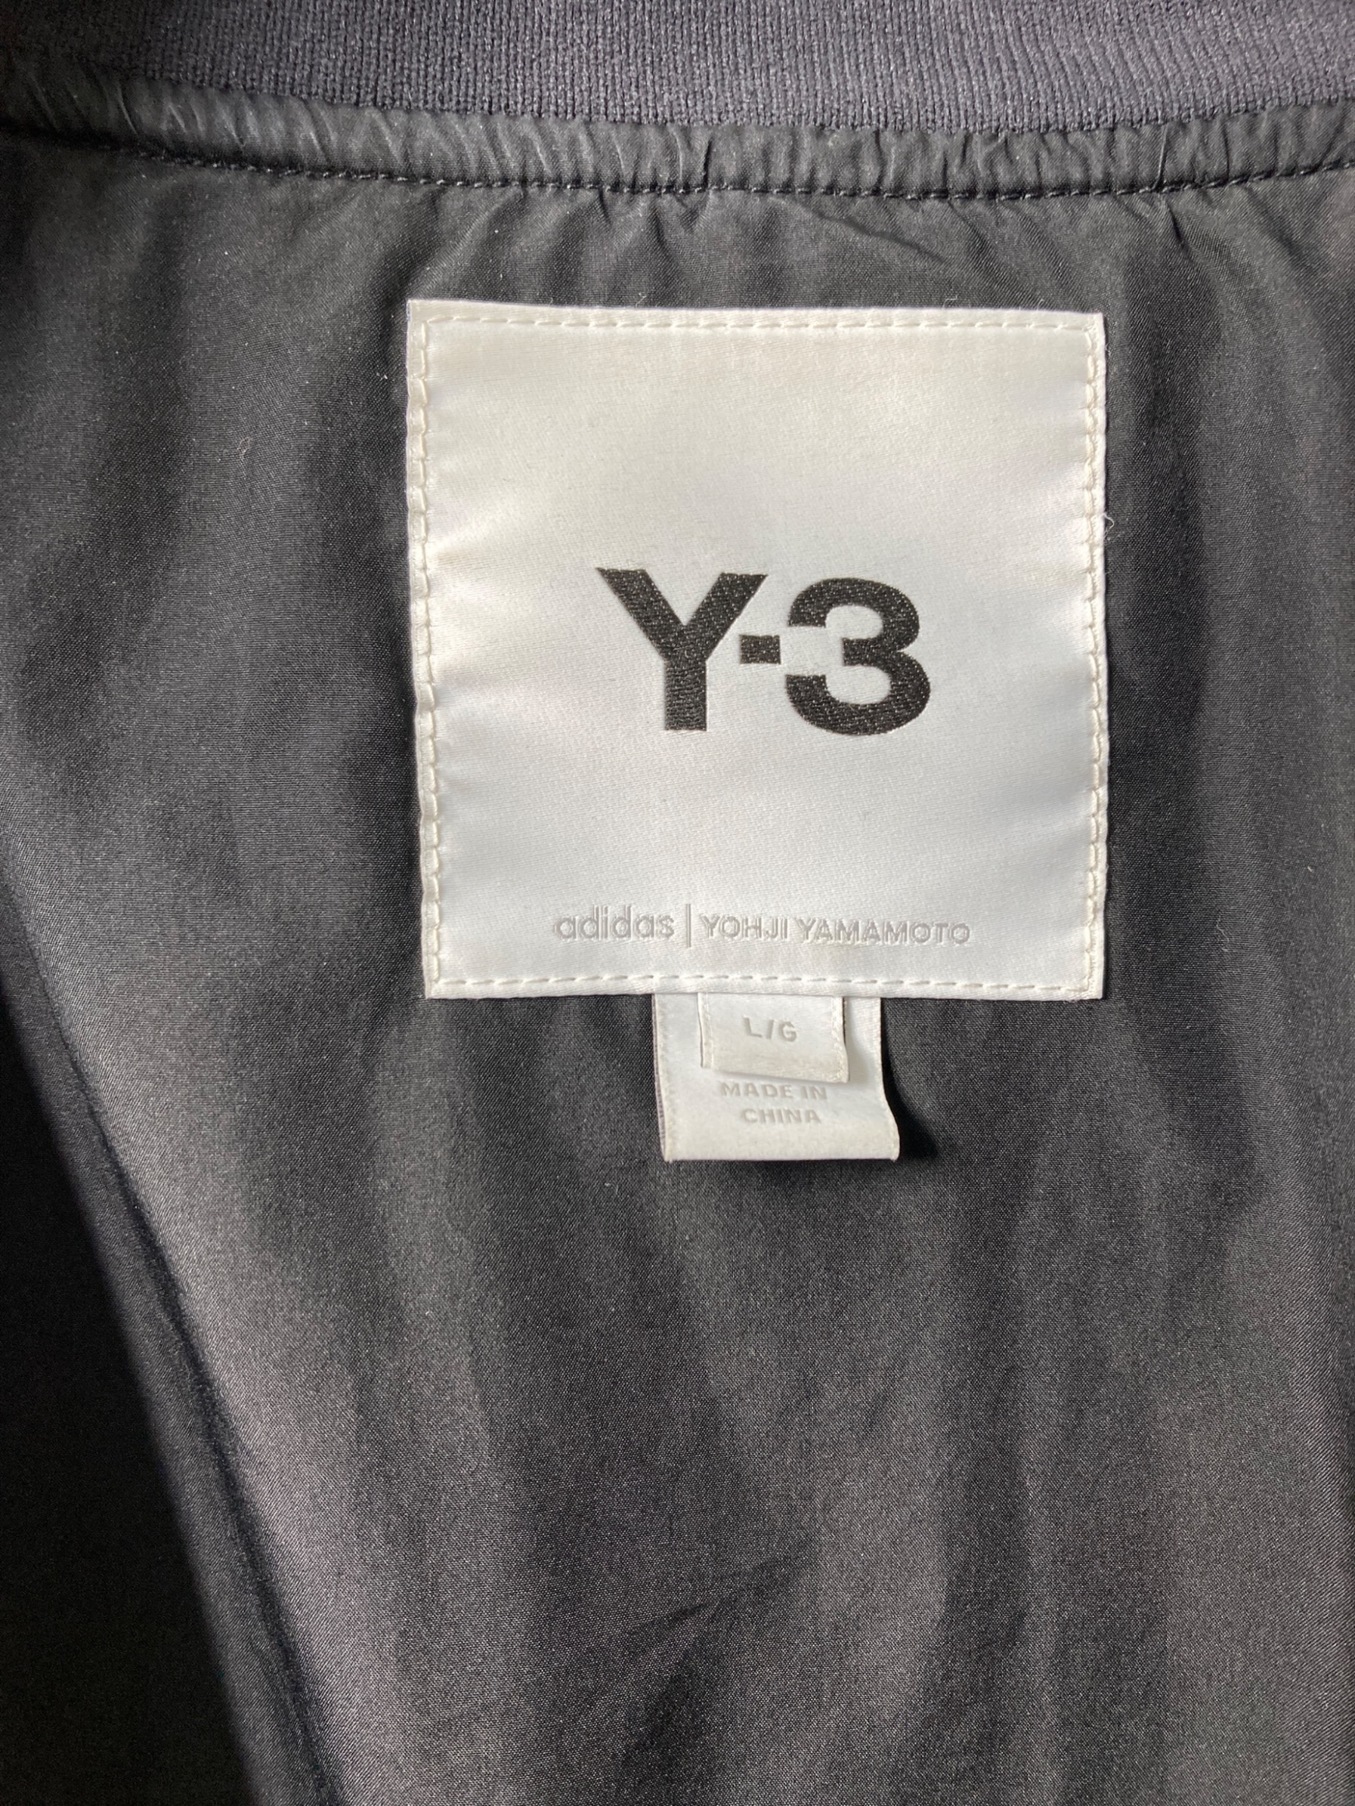 Y-3
adidas | YOHJI YAMAMOTO
L/G
MADE IN
CHINA